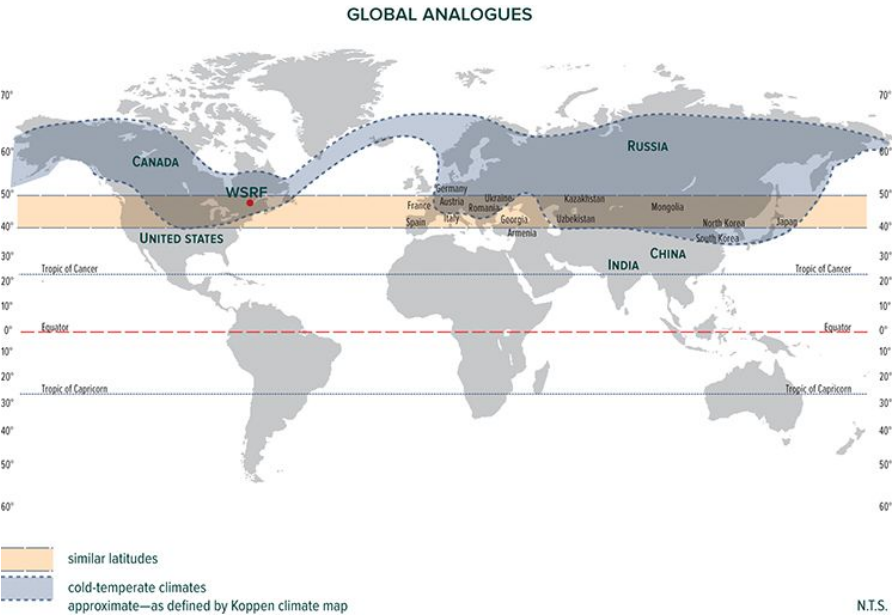 GLOBAL ANALOGUES
70° 70°
CANADA
RUSSIA
60° 60°
WSRF
50° 50°
Germany
Ukraine
Kazakhstan
France
Austria
Romania
Mongolia
Spain
Italy
Georgia
Uzbekistan
North Korea
Japag
40° 40°
UNITED STATES
Armenia
South Korea
CHINA
INDIA
30° 30°
Tropic of Cancer Tropic of Cancer
20° 20°
10° 10°
Equator Equator
0° 0°
10° 10°
20° 20°
Tropic of Capricorn Tropic of Capricorn
30° 30°
40° 40°
50° 50°
60° 60°
similar latitudes
cold-temperate climates
approximate—as defined by Koppen climate map
N.T.S.